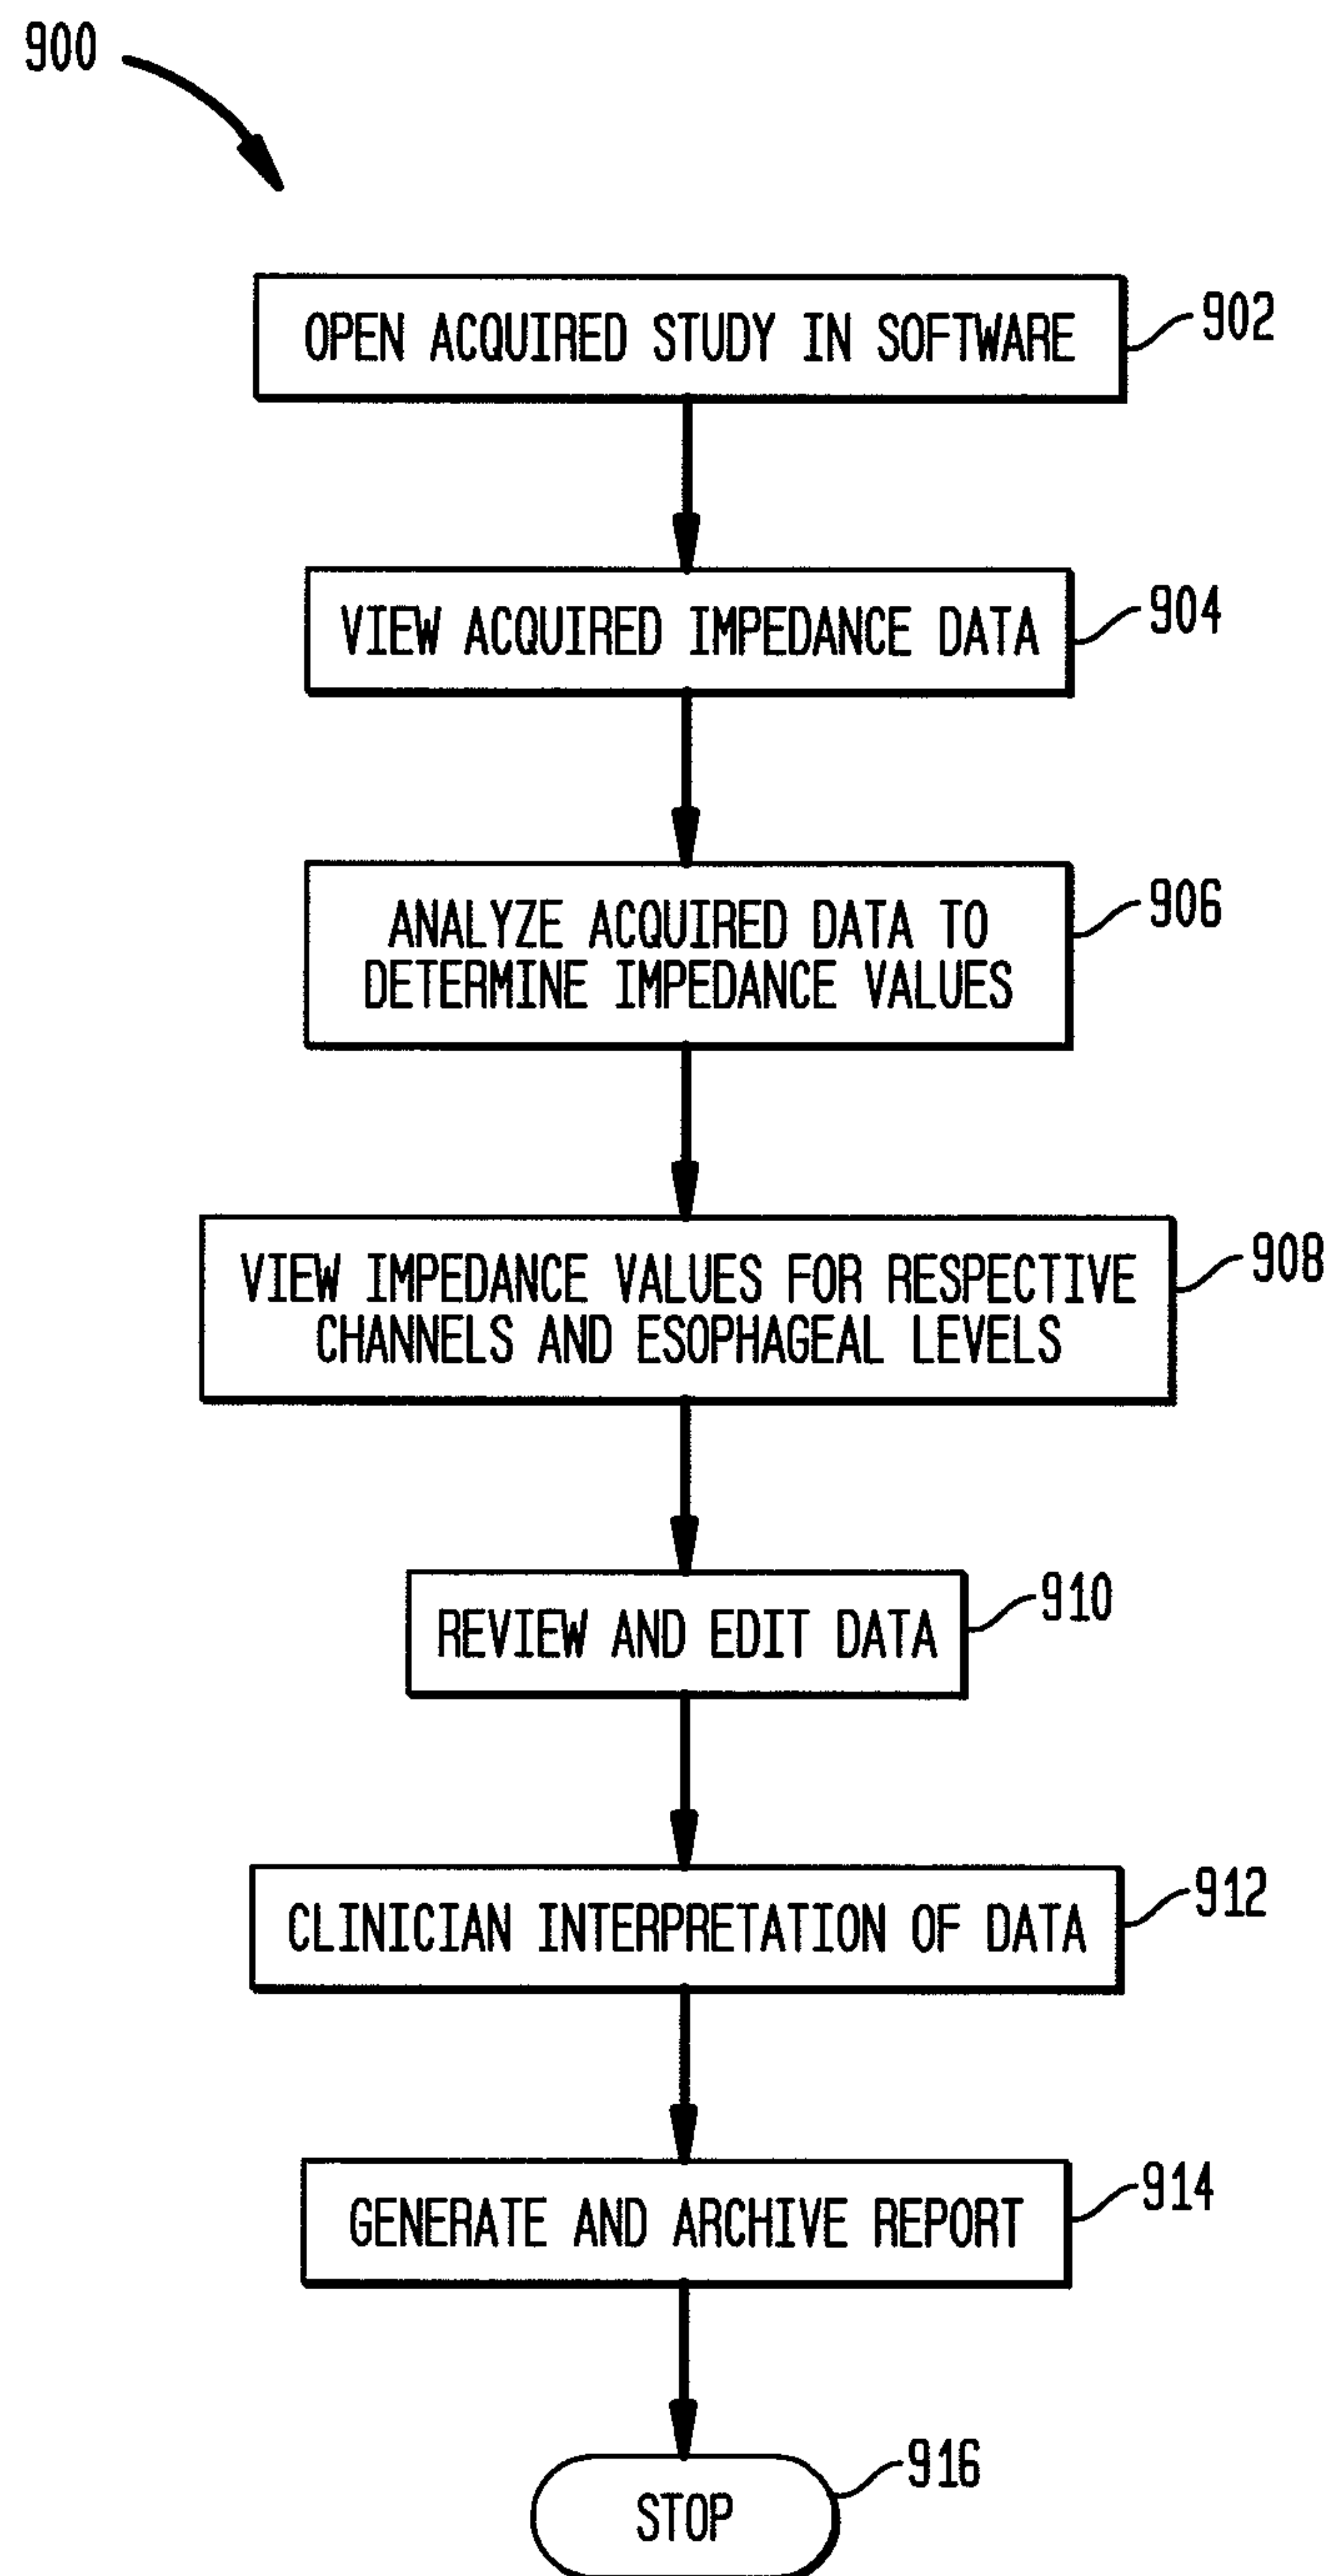 900
OPEN ACQUIRED STUDY IN SOFTWARE
902
VIEW ACQUIRED IMPEDANCE DATA
904
ANALYZE ACQUIRED DATA TO
DETERMINE IMPEDANCE VALUES
906
VIEW IMPEDANCE VALUES FOR RESPECTIVE
CHANNELS AND ESOPHAGEAL LEVELS
908
REVIEW AND EDIT DATA
910
CLINICIAN INTERPRETATION OF DATA
912
GENERATE AND ARCHIVE REPORT
914
STOP
916